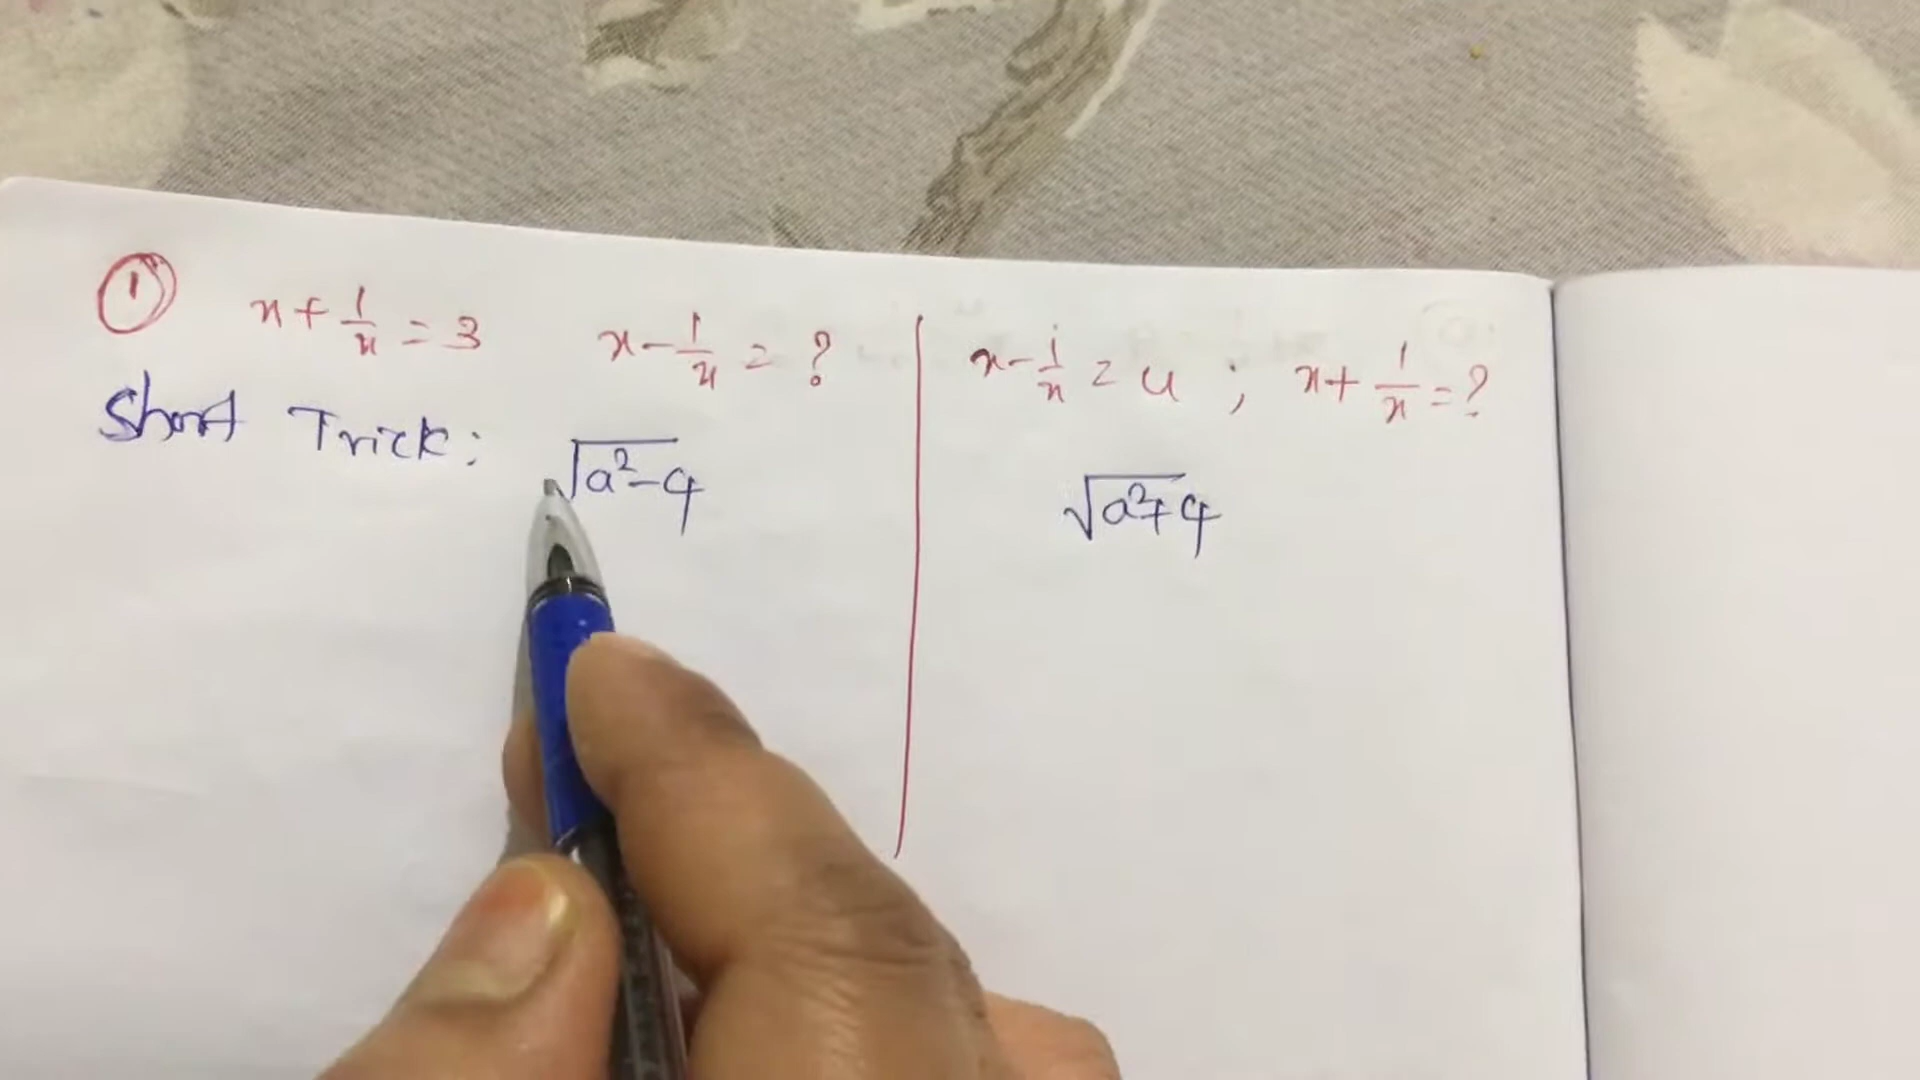 ① x + 1/x = 3 x - 1/x = ?
Short Trick: √a²-4
x - 1/x = 4 ; x + 1/x = ?
√a²+4